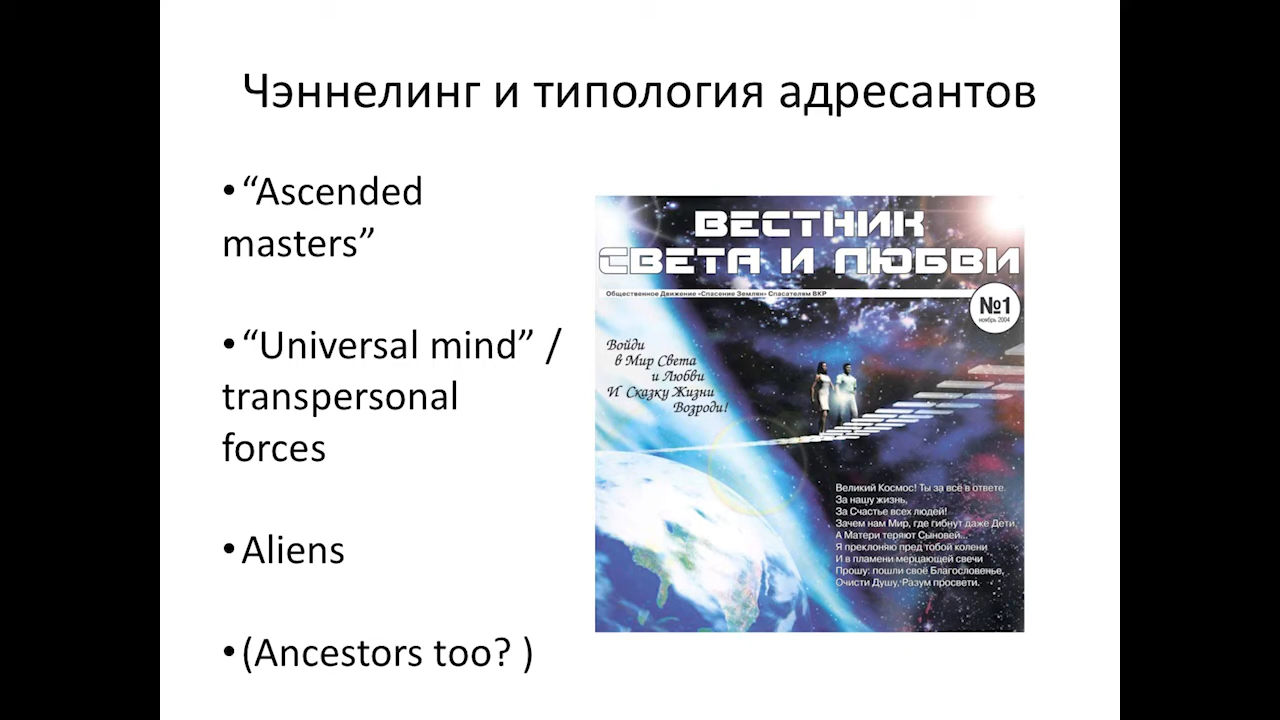 Чэннелинг и типология адресантов
•“Ascended
masters”
•“Universal mind” /
transpersonal
forces
•Aliens
•(Ancestors too? )
ВЕСТНИК
СВЕТА И ЛЮБВИ
Общественное Движение «Спасение Землян» Спасателям ВКР
№1
ноябрь 2004
Войди
в Мир Света
и Любви
И Сказку Жизни
Возроди!
Великий Космос! Ты за всё в ответе.
За нашу жизнь,
За Счастье всех людей!
Зачем нам Мир, где гибнут даже Дети,
А Матери теряют Сыновей...
Я преклоняю пред тобой колени
И в пламени мерцающей свечи
Прошу: пошли своё Благословенье,
Очисти Душу, Разум просвети.